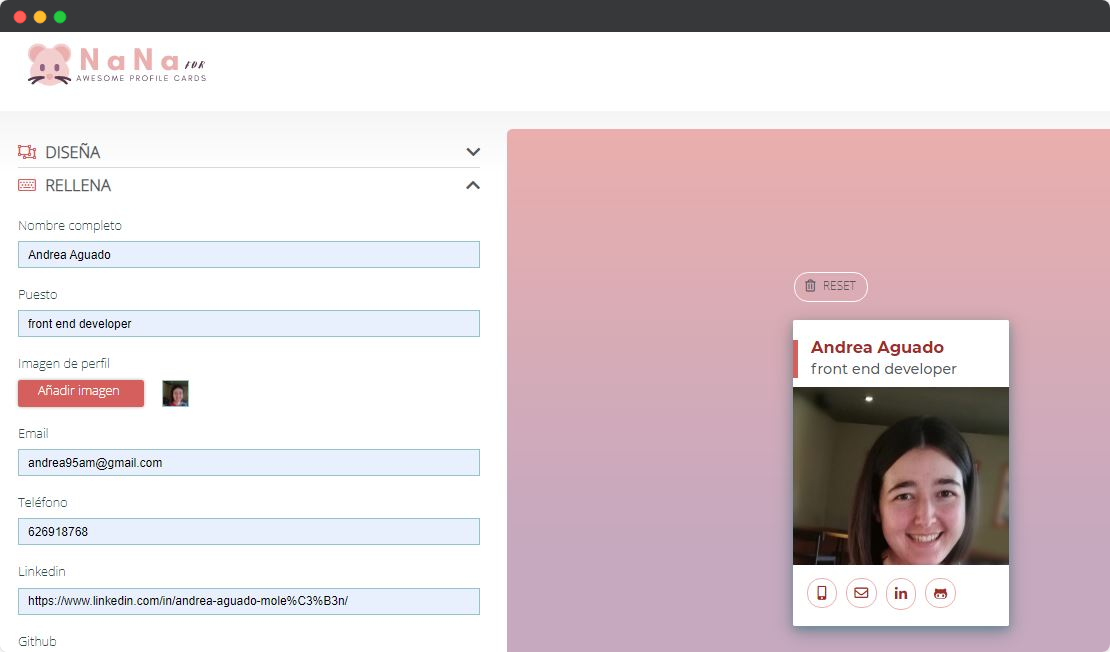 NaNa FOR
AWESOME PROFILE CARDS
DISEÑA
RELLENA
Nombre completo
Andrea Aguado
Puesto
front end developer
Imagen de perfil
Añadir imagen
Email
andrea95am@gmail.com
Teléfono
626918768
Linkedin
https://www.linkedin.com/in/andrea-aguado-mole%C3%B3n/
Github
RESET
Andrea Aguado
front end developer
in